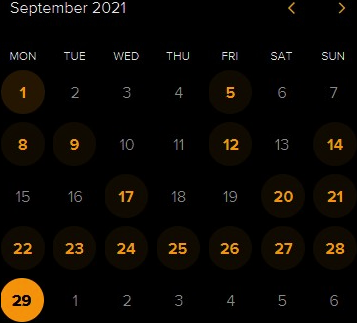 September 2021
MON TUE WED THU FRI SAT SUN
1 2 3 4 5 6 7
8 9 10 11 12 13 14
15 16 17 18 19 20 21
22 23 24 25 26 27 28
29 1 2 3 4 5 6